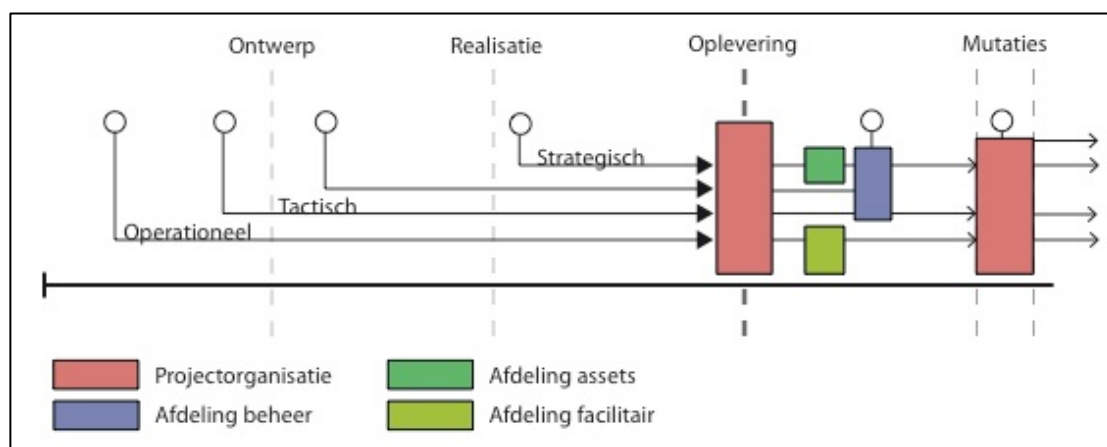 Ontwerp
Realisatie
Oplevering
Mutaties
Strategisch
Tactisch
Operationeel
Projectorganisatie
Afdeling assets
Afdeling beheer
Afdeling facilitair